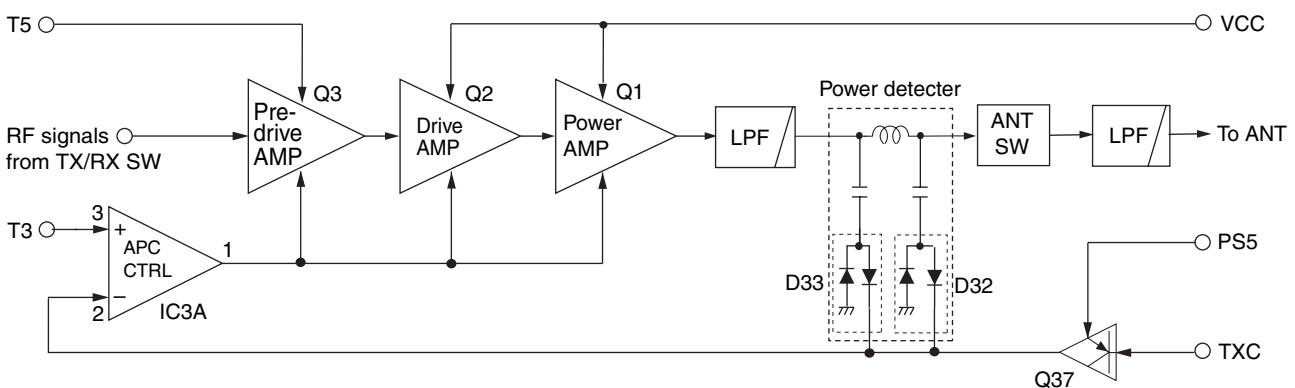 T5
VCC
Q3
Q2
Q1
Power detecter
Pre-
drive
AMP
Drive
AMP
Power
AMP
LPF
ANT
SW
LPF
To ANT
RF signals
from TX/RX SW
T3
3
+
APC
CTRL
1
–
2
IC3A
D33
D32
PS5
TXC
Q37